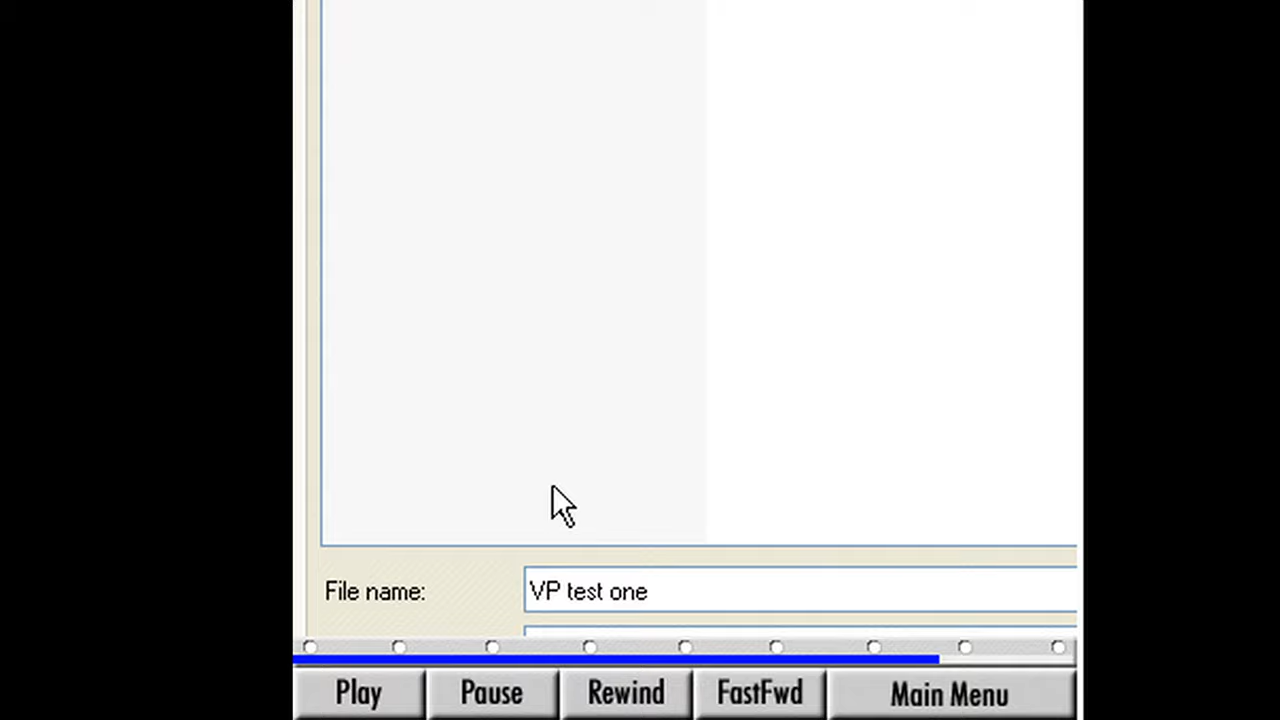 File name:
VP test one
Play
Pause
Rewind
FastFwd
Main Menu